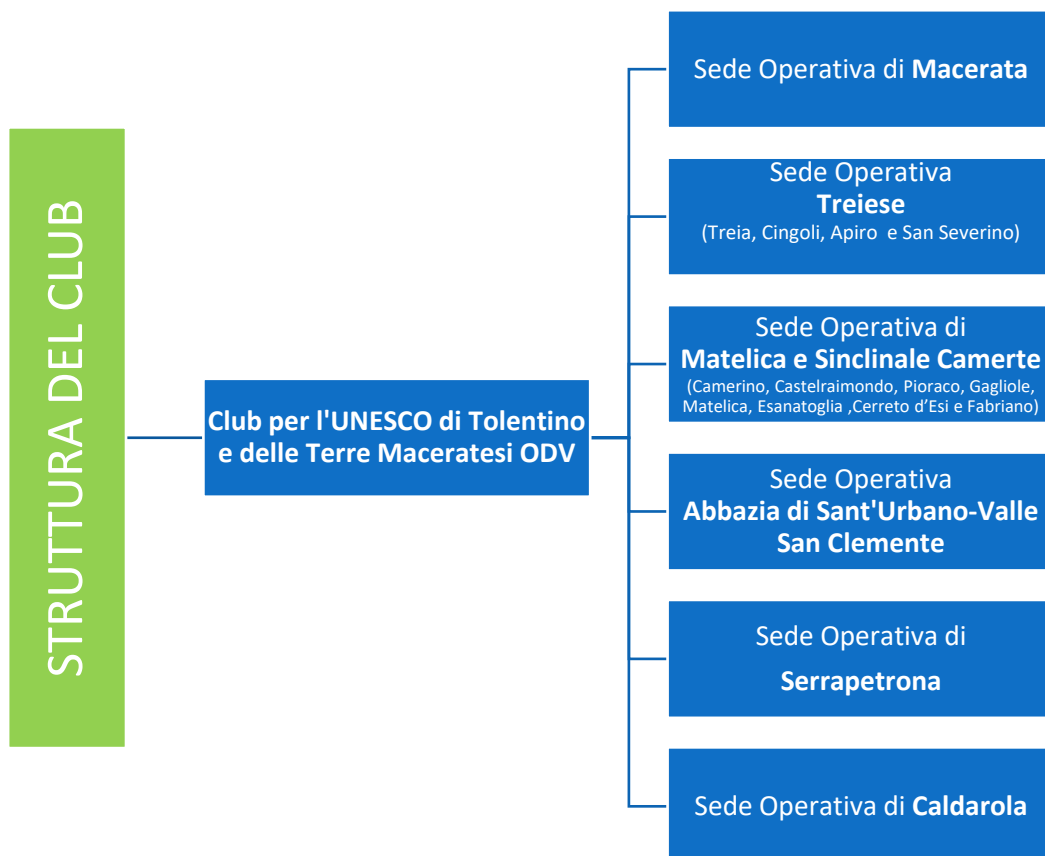 STRUTTURA DEL CLUB
Club per l'UNESCO di Tolentino
e delle Terre Maceratesi ODV
Sede Operativa di Macerata
Sede Operativa
Treiese
(Treia, Cingoli, Apiro e San Severino)
Sede Operativa di
Matelica e Sinclinale Camerte
(Camerino, Castelraimondo, Pioraco, Gagliole,
Matelica, Esanatoglia ,Cerreto d’Esi e Fabriano)
Sede Operativa
Abbazia di Sant'Urbano-Valle
San Clemente
Sede Operativa di
Serrapetrona
Sede Operativa di Caldarola